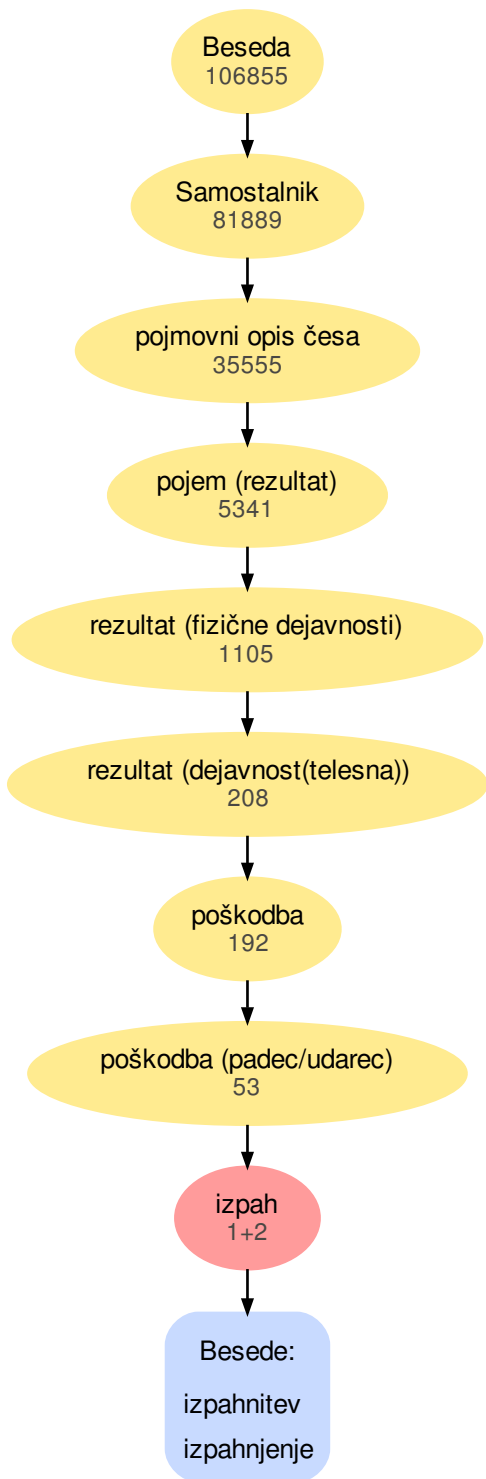 Beseda
106855
Samostalnik
81889
pojmovni opis česa
35555
pojem (rezultat)
5341
rezultat (fizične dejavnosti)
1105
rezultat (dejavnost(telesna))
208
poškodba
192
poškodba (padec/udarec)
53
izpah
1+2
Besede:
izpahnitev
izpahnjenje